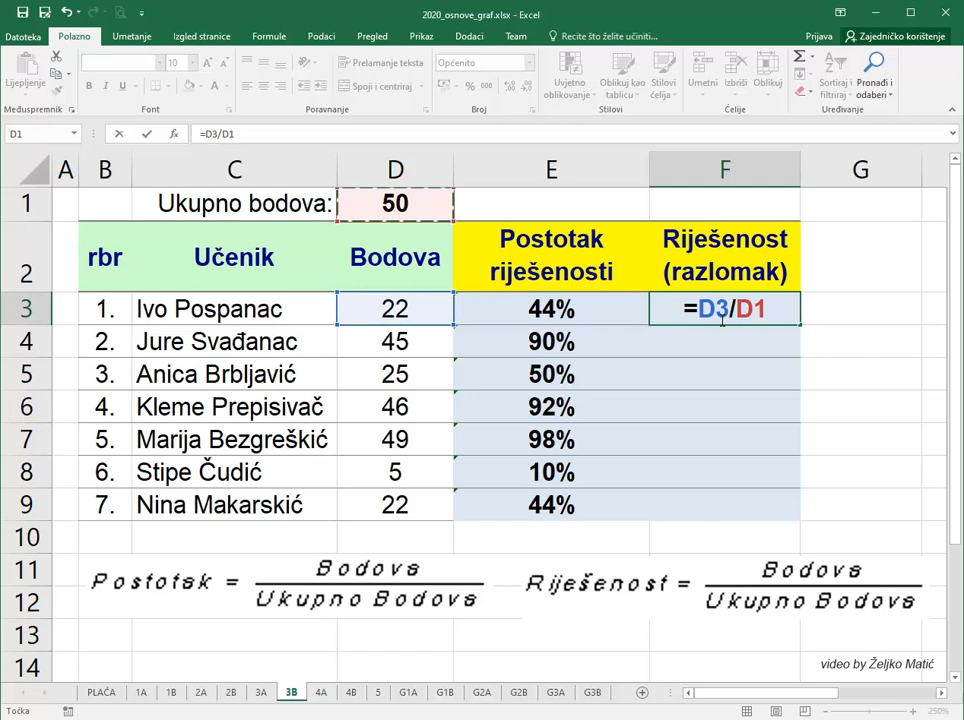 2020_osnove_graf.xlsx - Excel
Datoteka Polazno Umetanje Izgled stranice Formule Podaci Pregled Prikaz Dodaci Team Recite što želite učiniti... Prijava Zajedničko korištenje
Lijepljenje
10
B I U
Prelamanje teksta
Spoji i centriraj
Općenito
% 000
Uvjetno oblikovanje
Oblikuj kao tablicu
Stilovi ćelija
Umetni Izbriši Oblikuj
Sortiraj i filtriraj
Pronađi i odaberi
Međuspremnik Font Poravnanje Broj Stilovi Ćelije Uređivanje
D1 fx =D3/D1
A B C D E F G
1 Ukupno bodova: 50
2 rbr Učenik Bodova Postotak riješenosti Riješenost (razlomak)
3 1. Ivo Pospanac 22 44% =D3/D1
4 2. Jure Svađanac 45 90%
5 3. Anica Brbljavić 25 50%
6 4. Kleme Prepisivač 46 92%
7 5. Marija Bezgreškić 49 98%
8 6. Stipe Čudić 5 10%
9 7. Nina Makarskić 22 44%
10
11
12
13
14
Postotak = Bodova / Ukupno Bodova
Riješenost = Bodova / Ukupno Bodova
video by Željko Matić
PLAĆA 1A 1B 2A 2B 3A 3B 4A 4B 5 G1A G1B G2A G2B G3A G3B
Točka 250%